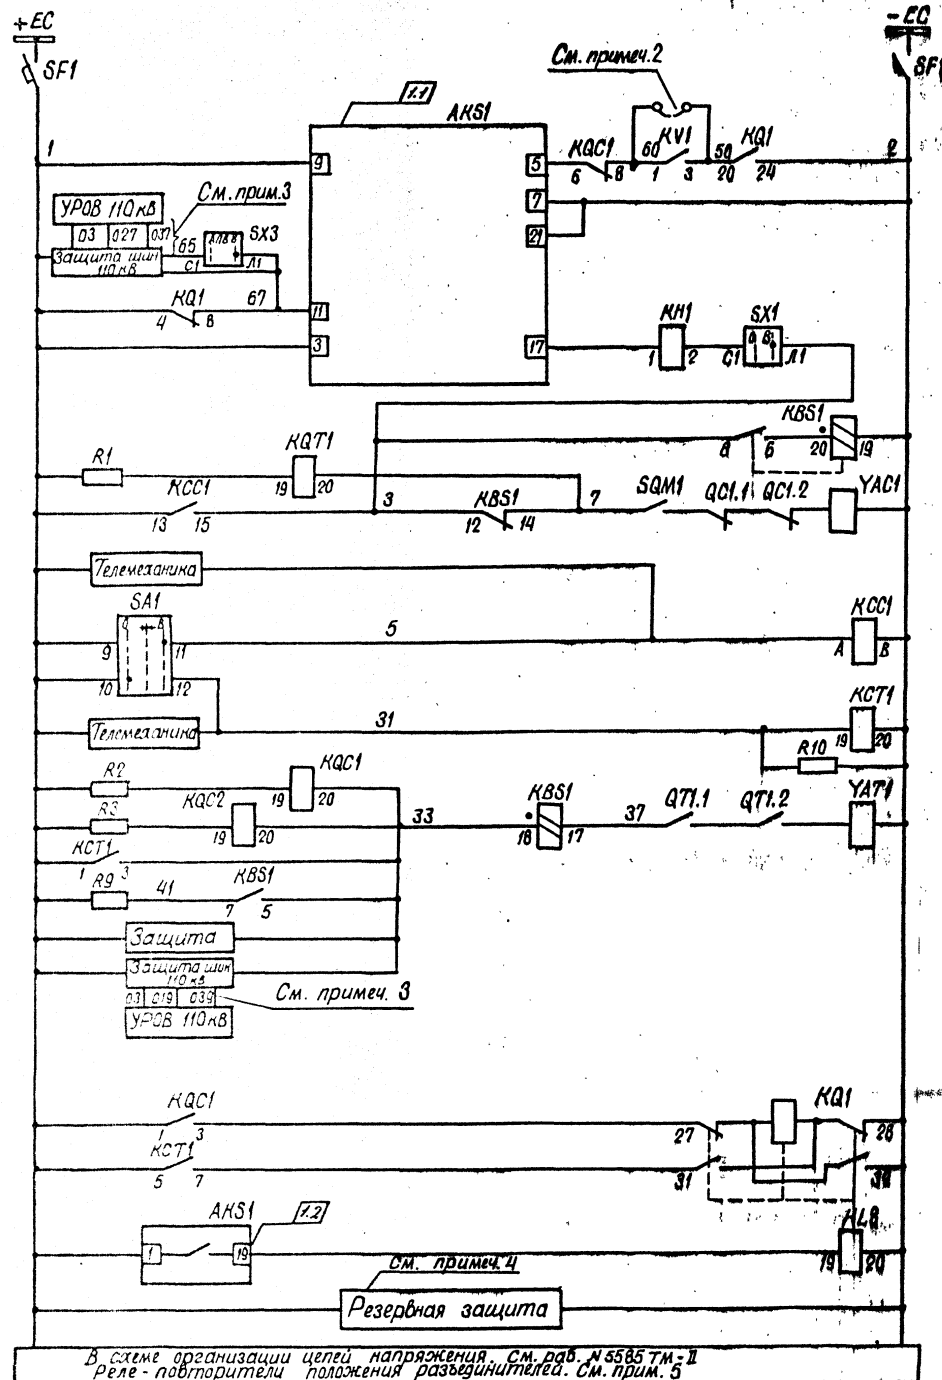 +EC
-EC
SF1
SF1
См. примеч.2
1.1
AKS1
1
9
5
KQC1
6
8
60
KV1
1
3
50
KQ1
20
24
2
УРОВ 110кВ
См. прим.3
03
027
037
65
SX3
Защита шин
110кВ
С1
Л1
7
21
KQ1
67
4
8
11
3
17
KH1
1
2
SX1
С1
Л1
KBS1
8
6
20
19
R1
KQT1
19
20
KCC1
13
15
3
KBS1
12
14
7
SQM1
QC1.1
QC1.2
YAC1
Телемеханика
SA1
9
11
5
KCC1
A
B
10
12
Телемеханика
31
KCT1
19
20
R10
R2
KQC1
19
20
R3
KQC2
19
20
33
KBS1
18
17
37
QT1.1
QT1.2
YAT1
KCT1
1
3
R9
41
KBS1
7
5
Защита
Защита шин
110кВ
03
019
039
См. примеч. 3
УРОВ 110кВ
KQC1
1
3
27
KQ1
28
KCT1
5
7
31
AKS1
1.2
1
19
KL8
19
20
См. примеч. 4
Резервная защита
В схеме организации цепей напряжения. см. раб. N5585 тм-II
Реле-повторители положения разъединителей. См. прим. 5